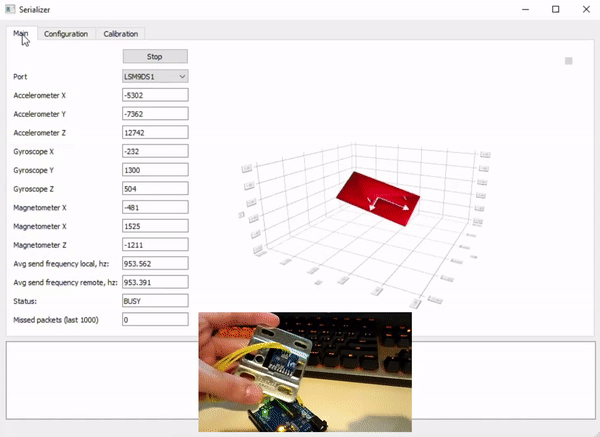 Serializer
Main Configuration Calibration
Stop
Port LSM9DS1
Accelerometer X -5302
Accelerometer Y -7362
Accelerometer Z 12742
Gyroscope X -232
Gyroscope Y 1300
Gyroscope Z 504
Magnetometer X -481
Magnetometer X 1525
Magnetometer Z -1211
Avg send frequency local, hz: 953.562
Avg send frequency remote, hz: 953.391
Status: BUSY
Missed packets (last 1000) 0